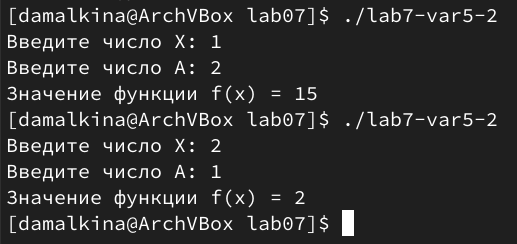 [damalkina@ArchVBox lab07]$ ./lab7-var5-2
Введите число X: 1
Введите число A: 2
Значение функции f(x) = 15
[damalkina@ArchVBox lab07]$ ./lab7-var5-2
Введите число X: 2
Введите число A: 1
Значение функции f(x) = 2
[damalkina@ArchVBox lab07]$